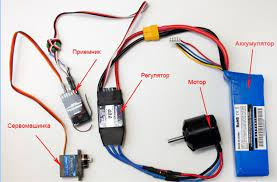 Приемник
Аккумулятор
Регулятор
Мотор
Сервомашинка